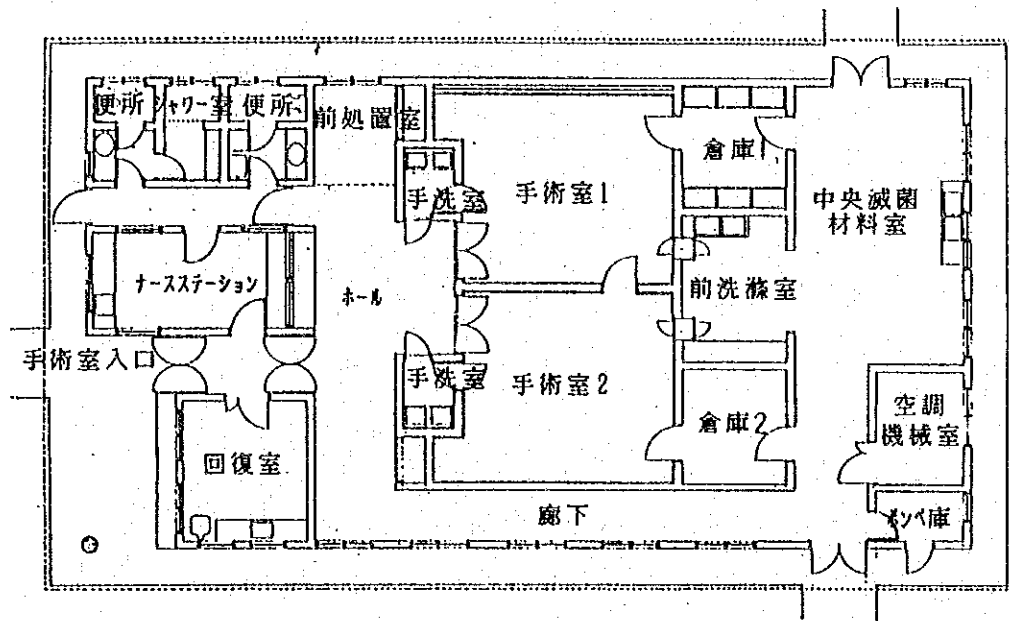 便所
シャワー室
便所
前処置室
手洗室
手術室1
倉庫1
中央滅菌
材料室
ナースステーション
ホール
前洗滌室
手術室入口
手洗室
手術室2
倉庫2
空調
機械室
回復室
廊下
ボンベ庫